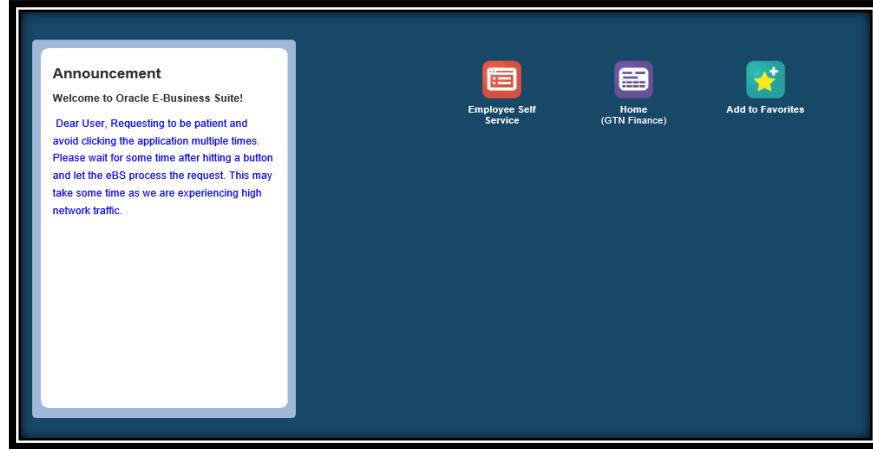 Announcement
Welcome to Oracle E-Business Suite!
Dear User, Requesting to be patient and
avoid clicking the application multiple times.
Please wait for some time after hitting a button
and let the eBS process the request. This may
take some time as we are experiencing high
network traffic.
Employee Self
Service
Home
(GTN Finance)
Add to Favorites